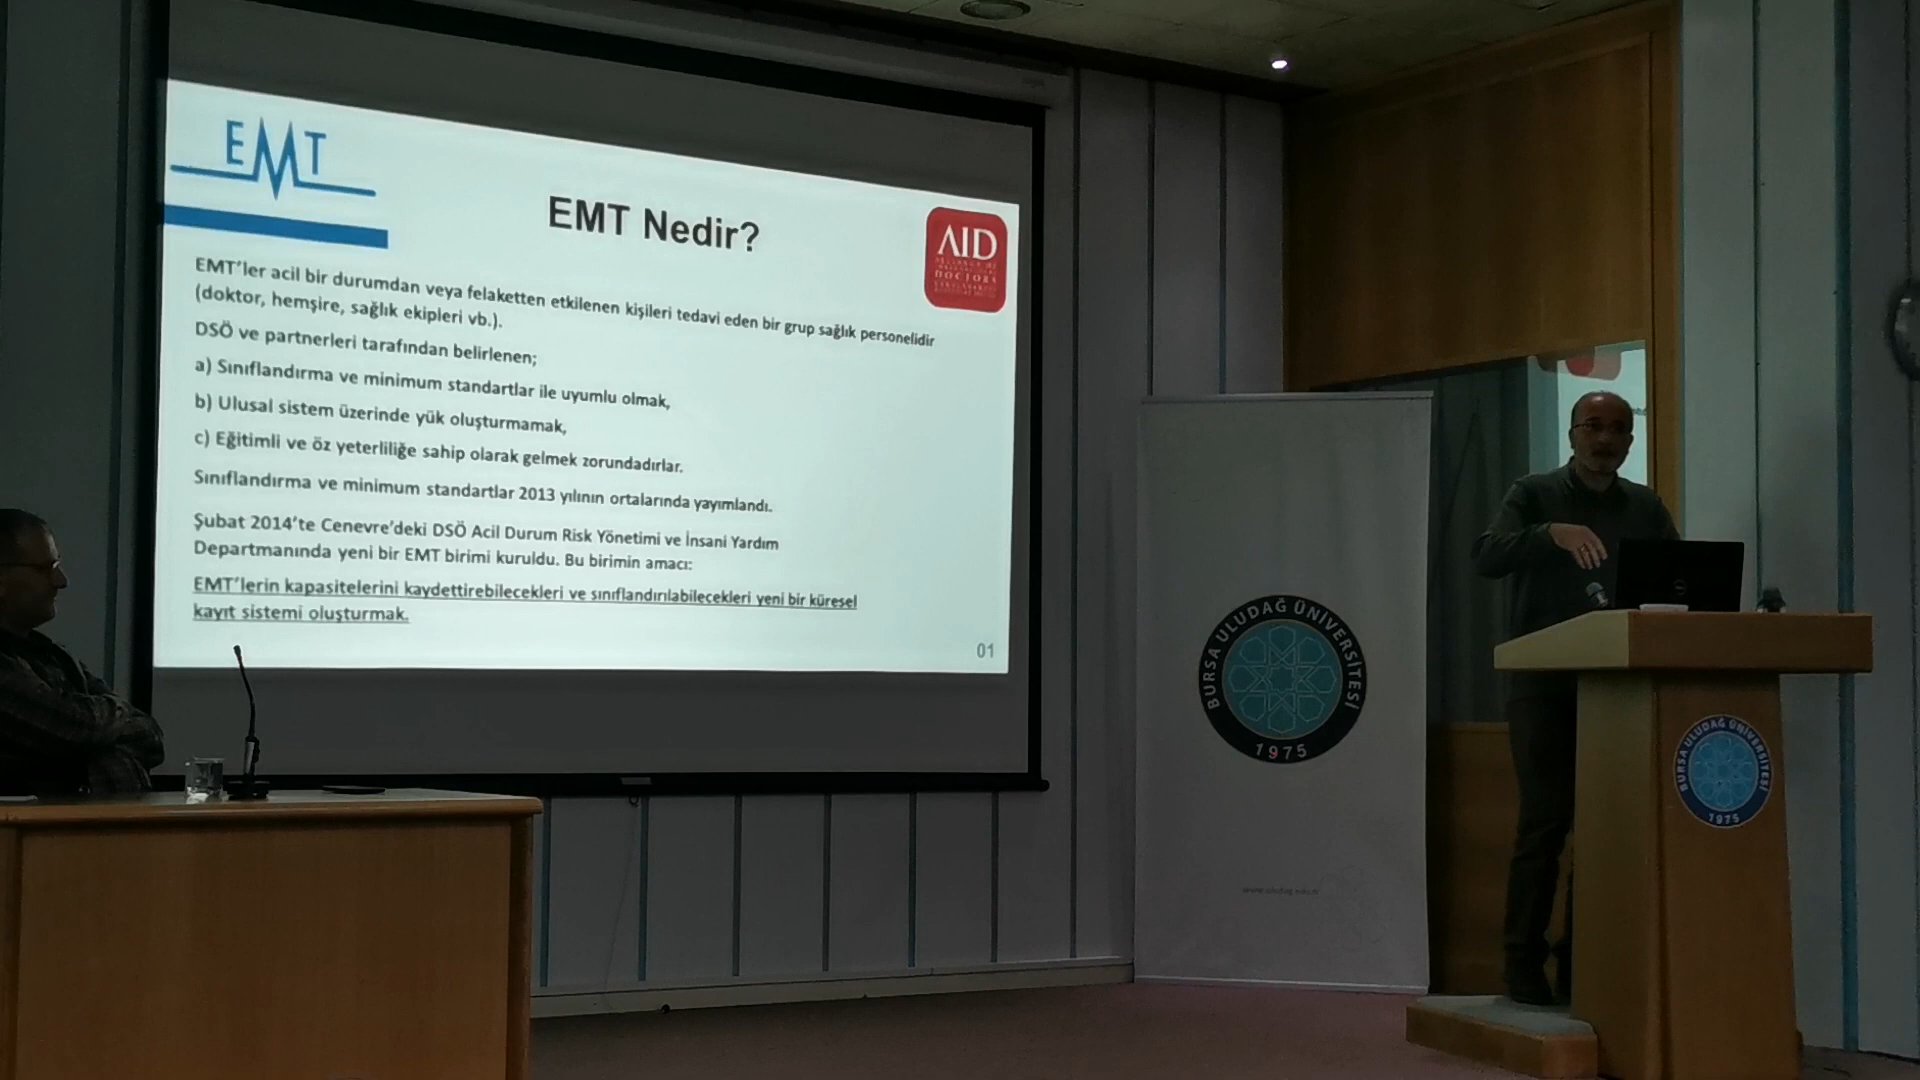 EMT
EMT Nedir?
AID
DOCTORS
EMT'ler acil bir durumdan veya felaketten etkilenen kişileri tedavi eden bir grup sağlık personelidir
(doktor, hemşire, sağlık ekipleri vb.).
DSÖ ve partnerleri tarafından belirlenen;
a) Sınıflandırma ve minimum standartlar ile uyumlu olmak,
b) Ulusal sistem üzerinde yük oluşturmamak,
c) Eğitimli ve öz yeterliliğe sahip olarak gelmek zorundadırlar.
Sınıflandırma ve minimum standartlar 2013 yılının ortalarında yayımlandı.
Şubat 2014'te Cenevre'deki DSÖ Acil Durum Risk Yönetimi ve İnsani Yardım
Departmanında yeni bir EMT birimi kuruldu. Bu birimin amacı:
EMT'lerin kapasitelerini kaydettirebilecekleri ve sınıflandırılabilecekleri yeni bir küresel
kayıt sistemi oluşturmak.
01
BURSA ULUDAĞ ÜNİVERSİTESİ
1975
BURSA ULUDAĞ ÜNİVERSİTESİ
1975